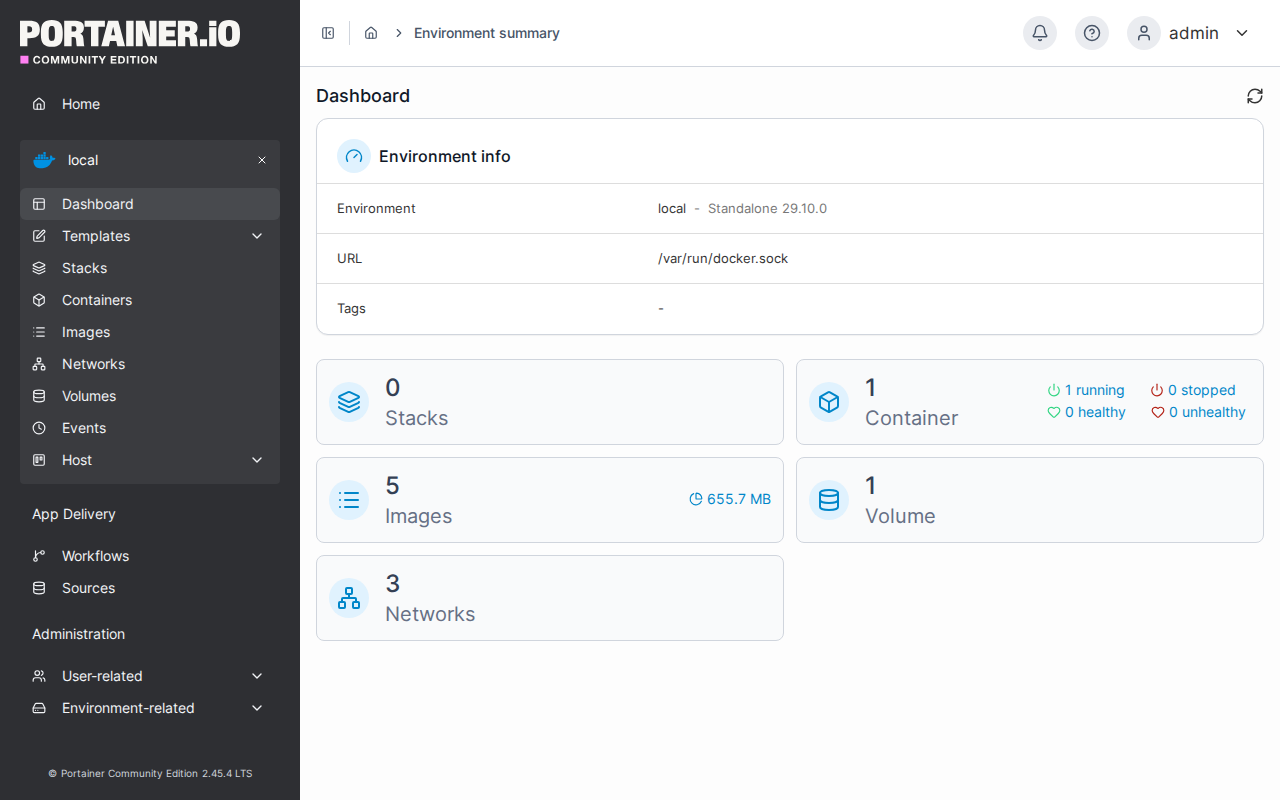 PORTAINER.iO
COMMUNITY EDITION
Home
local
Dashboard
Templates
Stacks
Containers
Images
Networks
Volumes
Events
Host
App Delivery
Workflows
Sources
Administration
User-related
Environment-related
© Portainer Community Edition 2.45.4 LTS
Environment summary
admin
Dashboard
Environment info
Environment local - Standalone 29.10.0
URL /var/run/docker.sock
Tags -
0
Stacks
1
Container
1 running 0 stopped
0 healthy 0 unhealthy
5
Images
655.7 MB
1
Volume
3
Networks